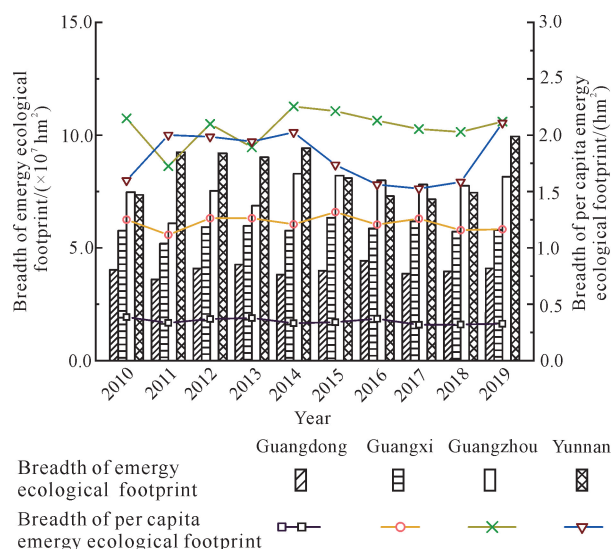 Breadth of emergy ecological
footprint/(×10⁷ hm²)
15.0
10.0
5.0
0.0
3.0
2.5
2.0
1.5
1.0
0.5
0.0
Breadth of per capita emergy
ecological footprint/(hm²)
2010 2011 2012 2013 2014 2015 2016 2017 2018 2019
Year
Guangdong Guangxi Guangzhou Yunnan
Breadth of emergy
ecological footprint
Breadth of per capita
emergy ecological footprint